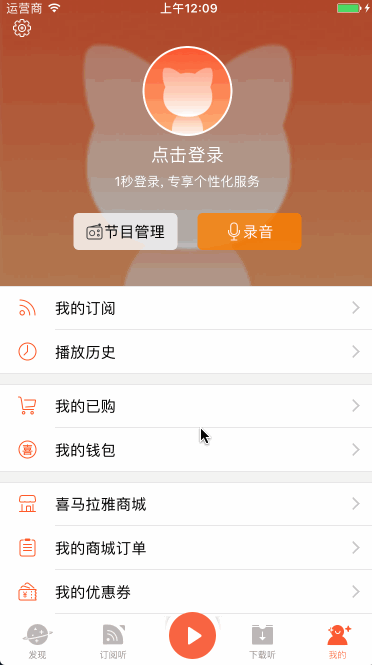 运营商 上午12:09
点击登录
1秒登录, 专享个性化服务
节目管理 录音
我的订阅
播放历史
我的已购
喜 我的钱包
喜马拉雅商城
我的商城订单
¥ 我的优惠券
发现 订阅听 下载听 我的